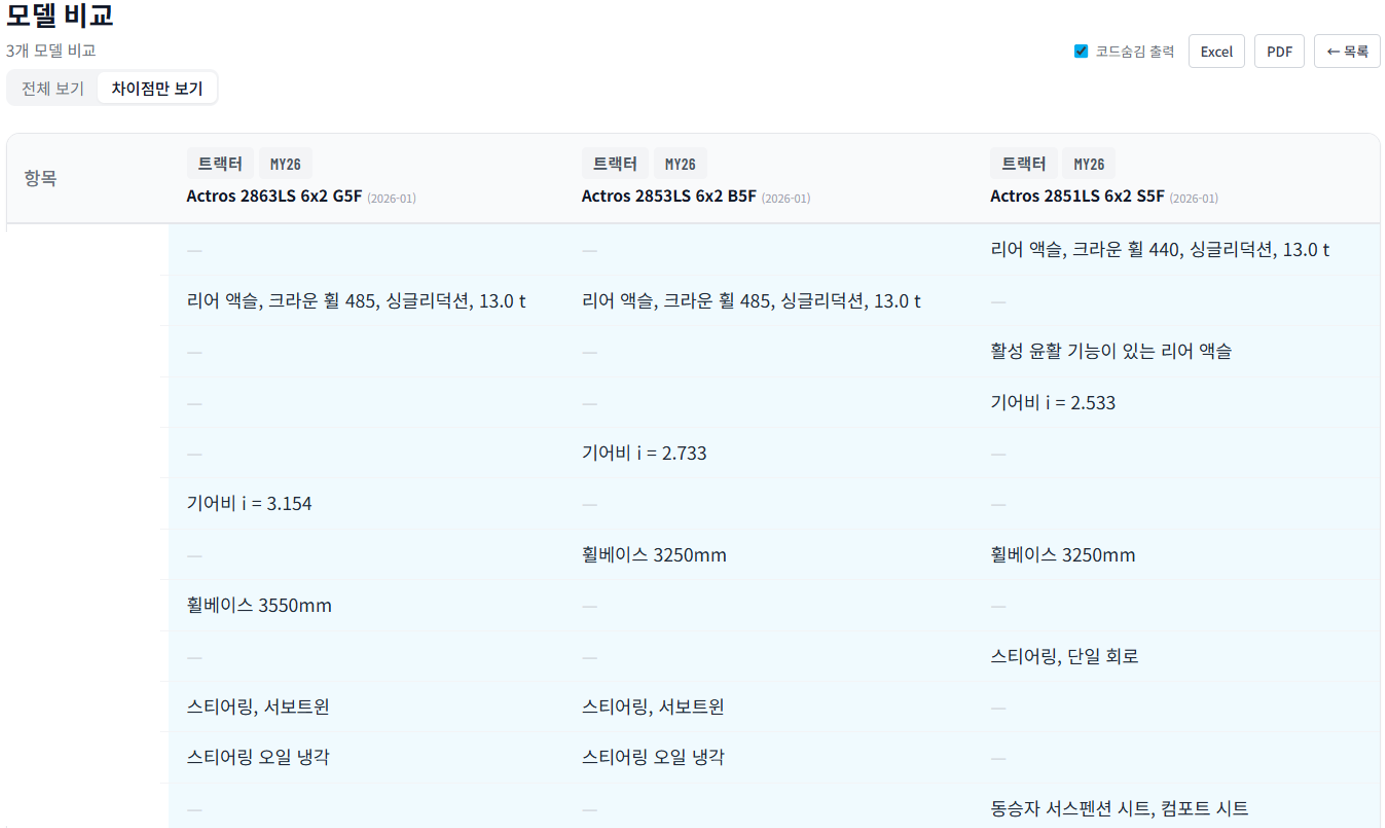 모델 비교
3개 모델 비교
코드숨김 출력 Excel PDF ← 목록
전체 보기 차이점만 보기
항목
트랙터 MY26 트랙터 MY26 트랙터 MY26
Actros 2863LS 6x2 G5F (2026-01) Actros 2853LS 6x2 B5F (2026-01) Actros 2851LS 6x2 S5F (2026-01)
— — 리어 액슬, 크라운 휠 440, 싱글리덕션, 13.0 t
리어 액슬, 크라운 휠 485, 싱글리덕션, 13.0 t 리어 액슬, 크라운 휠 485, 싱글리덕션, 13.0 t —
— — 활성 윤활 기능이 있는 리어 액슬
— — 기어비 i = 2.533
— 기어비 i = 2.733 —
기어비 i = 3.154 — —
— 휠베이스 3250mm 휠베이스 3250mm
휠베이스 3550mm — —
— — 스티어링, 단일 회로
스티어링, 서보트윈 스티어링, 서보트윈 —
스티어링 오일 냉각 스티어링 오일 냉각 —
— — 동승자 서스펜션 시트, 컴포트 시트